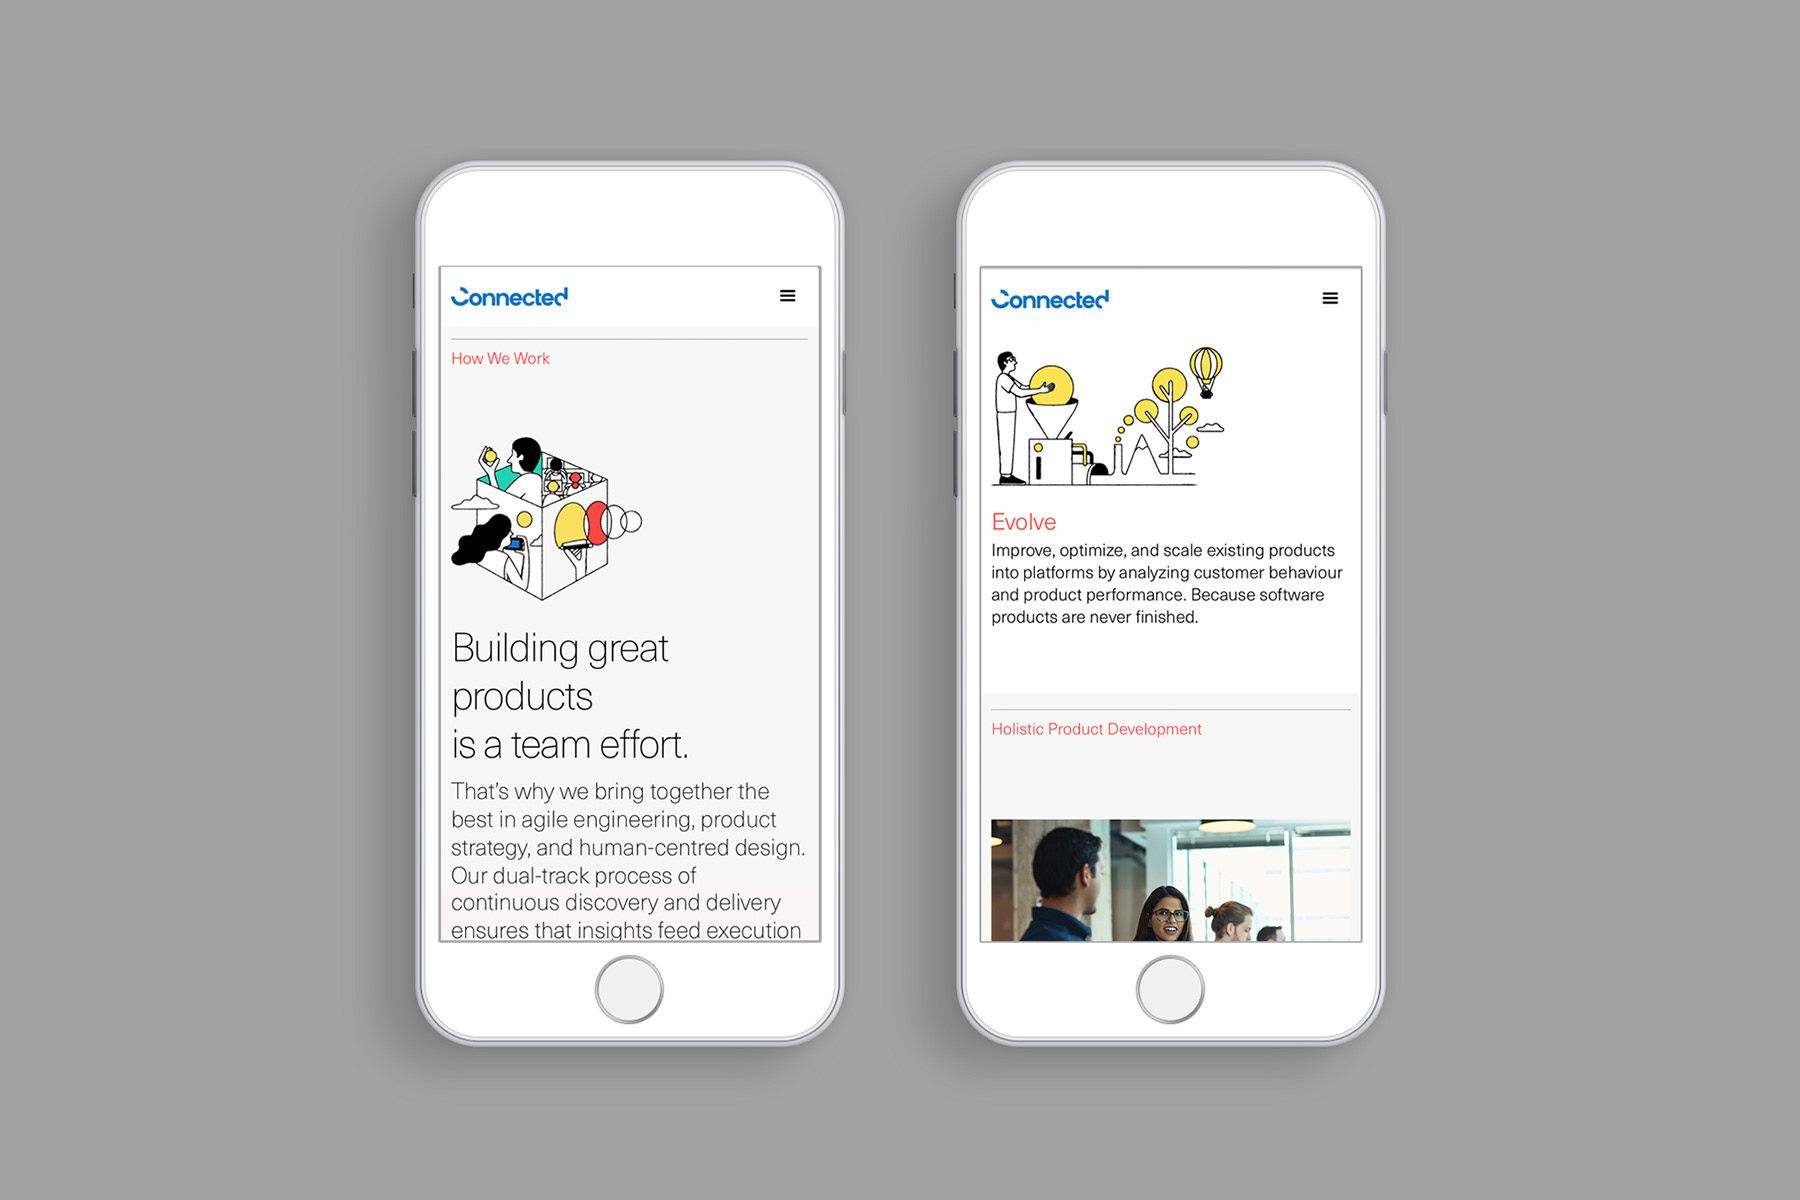 Connected
How We Work
Building great
products
is a team effort.
That's why we bring together the
best in agile engineering, product
strategy, and human-centred design.
Our dual-track process of
continuous discovery and delivery
ensures that insights feed execution
Connected
Evolve
Improve, optimize, and scale existing products
into platforms by analyzing customer behaviour
and product performance. Because software
products are never finished.
Holistic Product Development